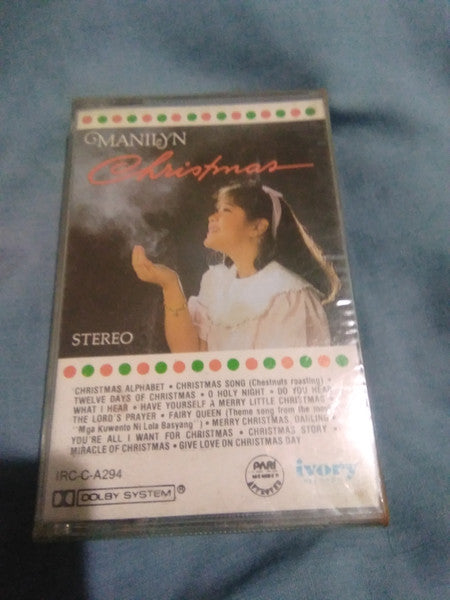 MANILYN
Christmas
STEREO
CHRISTMAS ALPHABET • CHRISTMAS SONG (Chestnuts roasting) •
TWELVE DAYS OF CHRISTMAS • O HOLY NIGHT • DO YOU HEAR
WHAT I HEAR • HAVE YOURSELF A MERRY LITTLE CHRISTMAS •
THE LORD'S PRAYER • FAIRY QUEEN (Theme song from the movie
"Mga Kuwento Ni Lola Basyang") • MERRY CHRISTMAS, DARLING •
YOU'RE ALL I WANT FOR CHRISTMAS • CHRISTMAS STORY •
MIRACLE OF CHRISTMAS • GIVE LOVE ON CHRISTMAS DAY
IRC-C-A294
DOLBY SYSTEM®
PARI
APPROVED
ivory